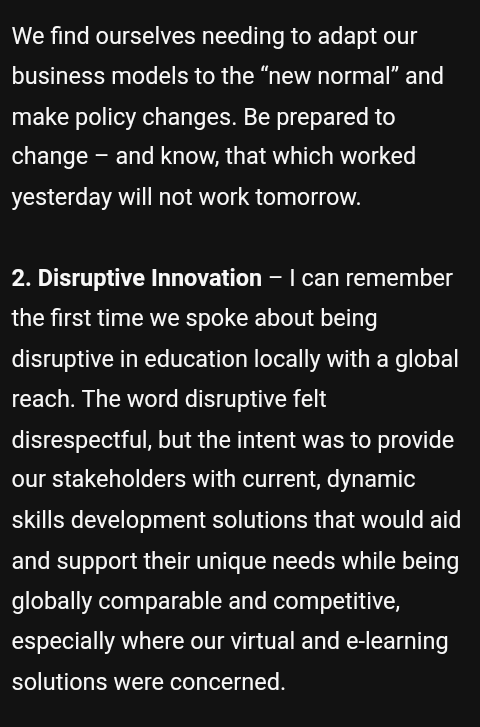 We find ourselves needing to adapt our
business models to the “new normal” and
make policy changes. Be prepared to
change – and know, that which worked
yesterday will not work tomorrow.
2. Disruptive Innovation – I can remember
the first time we spoke about being
disruptive in education locally with a global
reach. The word disruptive felt
disrespectful, but the intent was to provide
our stakeholders with current, dynamic
skills development solutions that would aid
and support their unique needs while being
globally comparable and competitive,
especially where our virtual and e-learning
solutions were concerned.